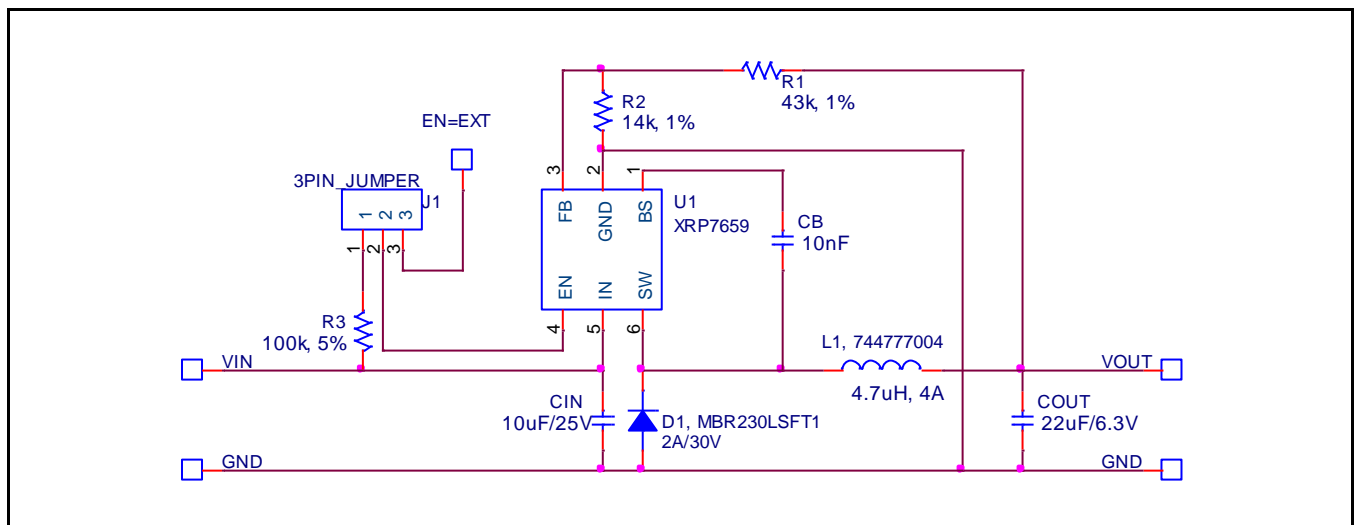 R1
43k, 1%
R2
14k, 1%
EN=EXT
3 2 1
3PIN_JUMPER
J1
1 2 3
FB GND BS
U1
XRP7659
CB
10nF
1 2 3
EN IN SW
R3
100k, 5%
4 5 6
L1, 744777004
VIN
VOUT
4.7uH, 4A
CIN
10uF/25V
D1, MBR230LSFT1
2A/30V
COUT
22uF/6.3V
GND
GND